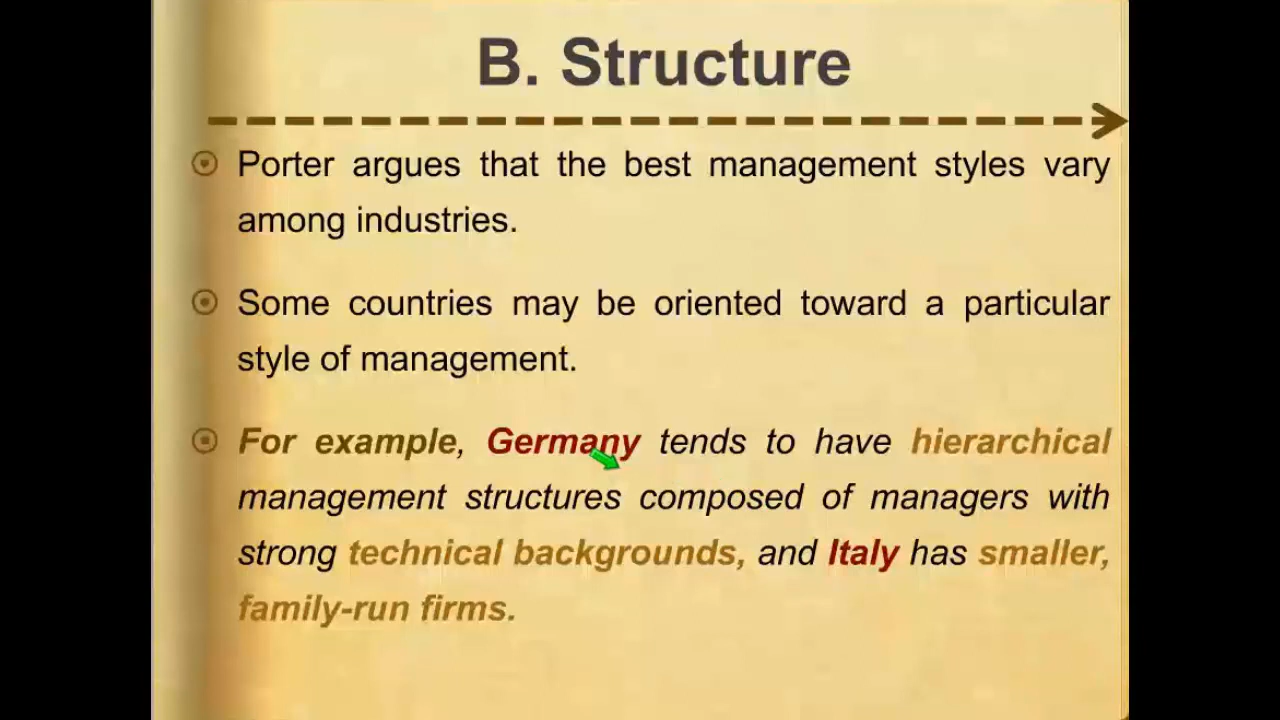 B. Structure
Porter argues that the best management styles vary
among industries.
Some countries may be oriented toward a particular
style of management.
For example, Germany tends to have hierarchical
management structures composed of managers with
strong technical backgrounds, and Italy has smaller,
family-run firms.